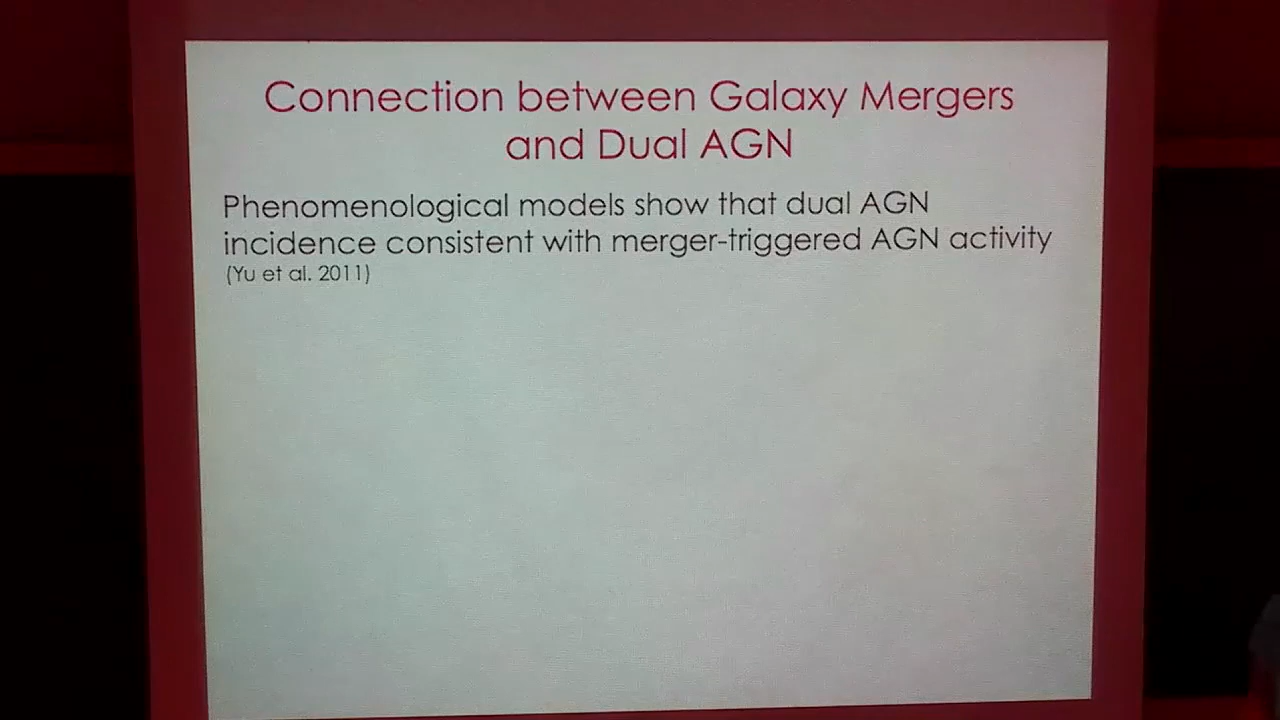 Connection between Galaxy Mergers
and Dual AGN
Phenomenological models show that dual AGN
incidence consistent with merger-triggered AGN activity
(Yu et al. 2011)